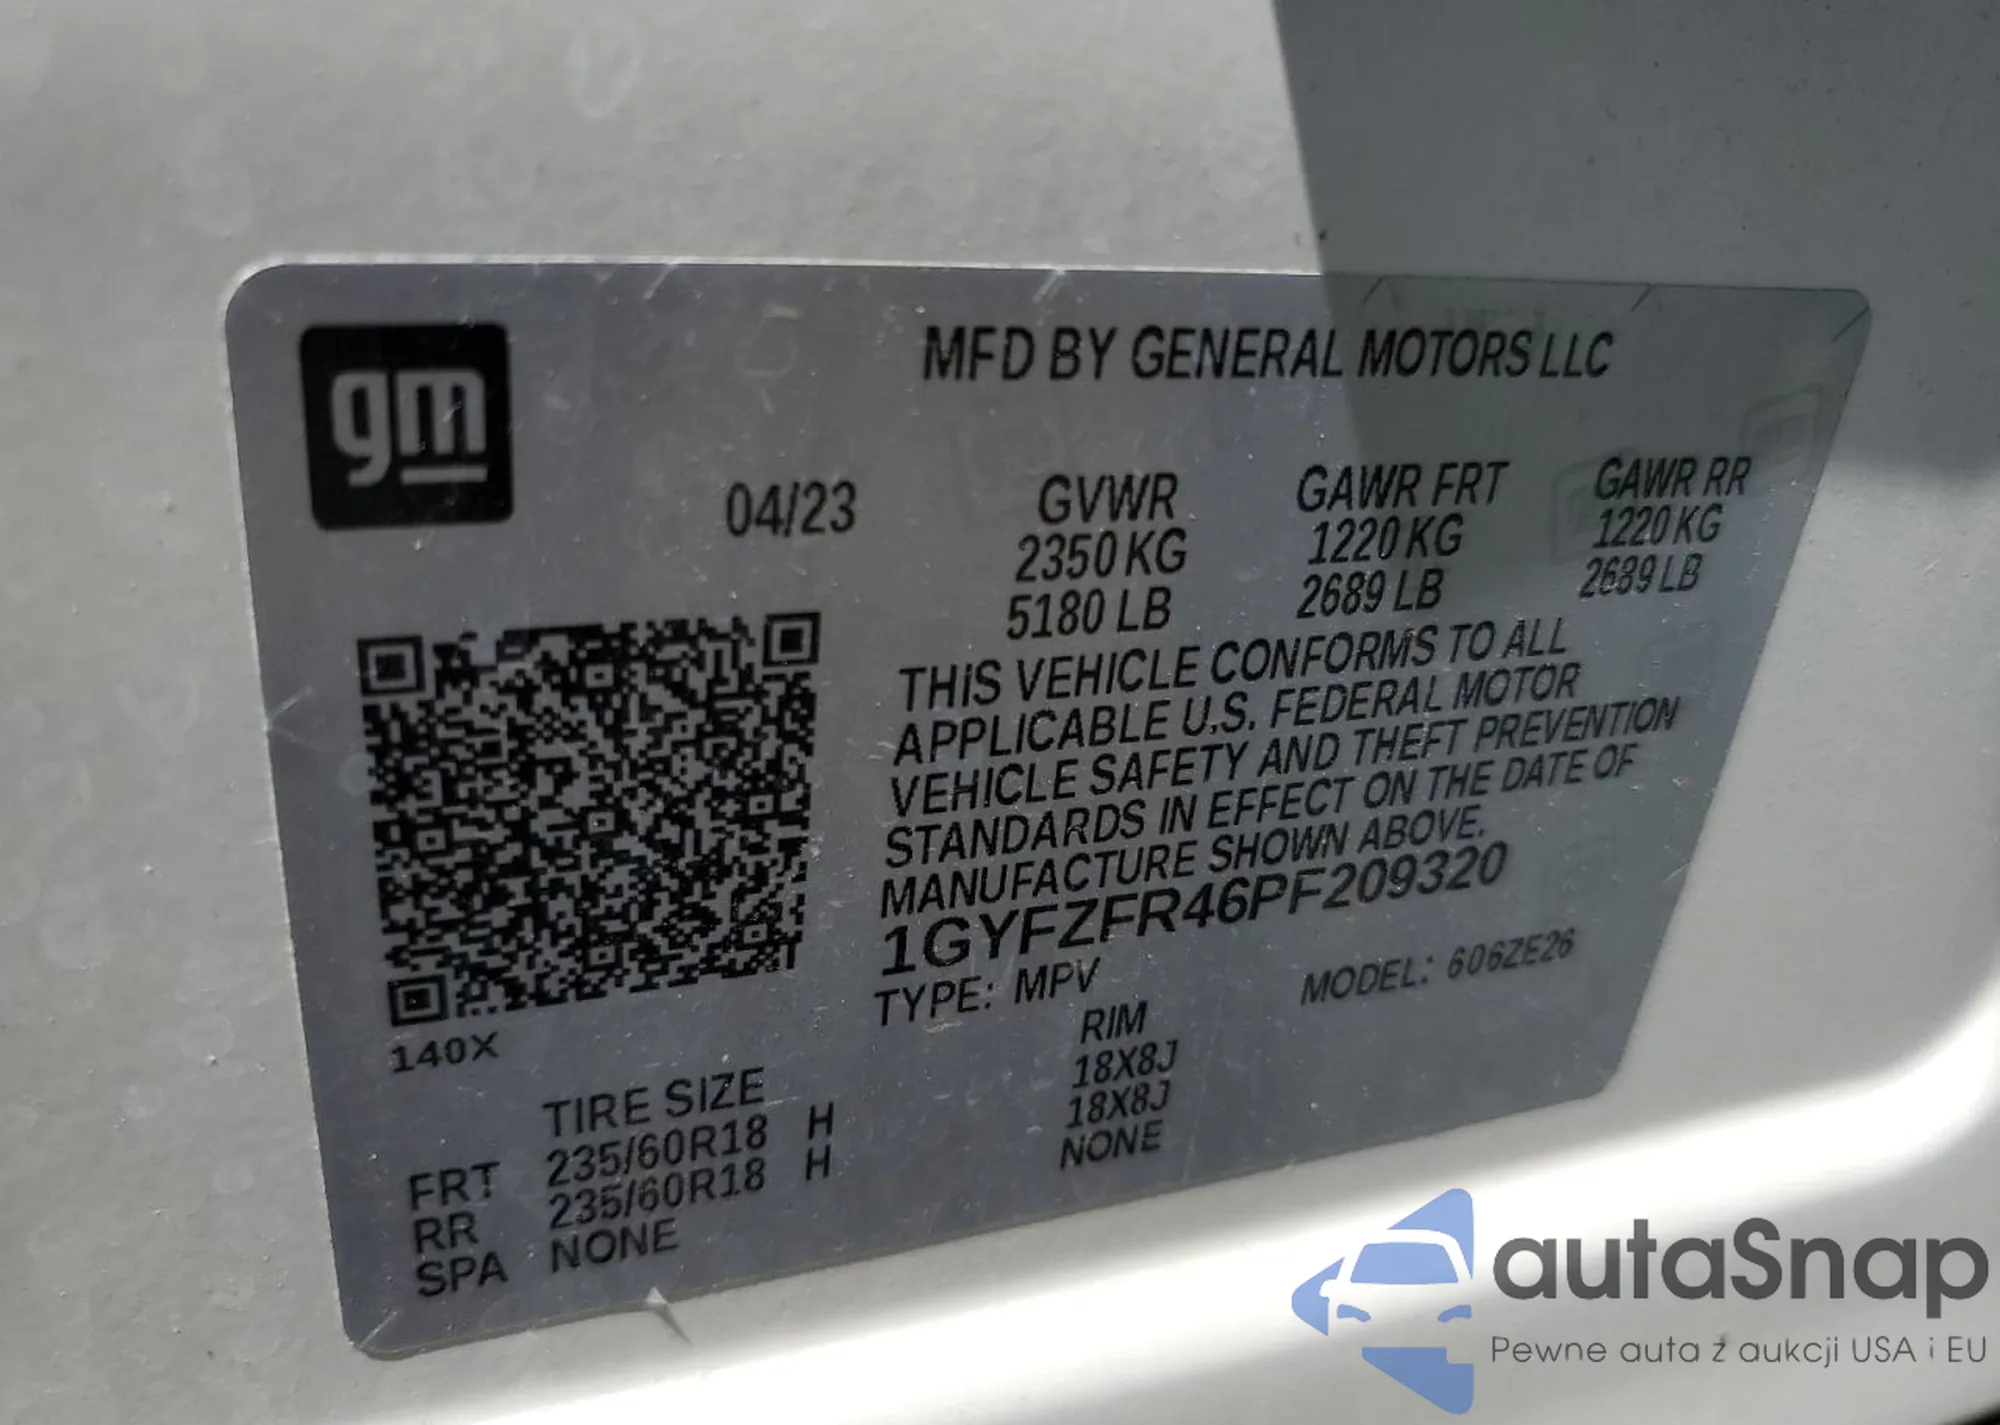 gm
MFD BY GENERAL MOTORS LLC
04/23
GVWR GAWR FRT GAWR RR
2350 KG 1220 KG 1220 KG
5180 LB 2689 LB 2689 LB
THIS VEHICLE CONFORMS TO ALL
APPLICABLE U.S. FEDERAL MOTOR
VEHICLE SAFETY AND THEFT PREVENTION
STANDARDS IN EFFECT ON THE DATE OF
MANUFACTURE SHOWN ABOVE.
1GYFZFR46PF209320
TYPE: MPV MODEL: 606ZE26
140X
TIRE SIZE RIM
FRT 235/60R18 H 18X8J
RR 235/60R18 H 18X8J
SPA NONE NONE
autaSnap
Pewne auta z aukcji USA i EU